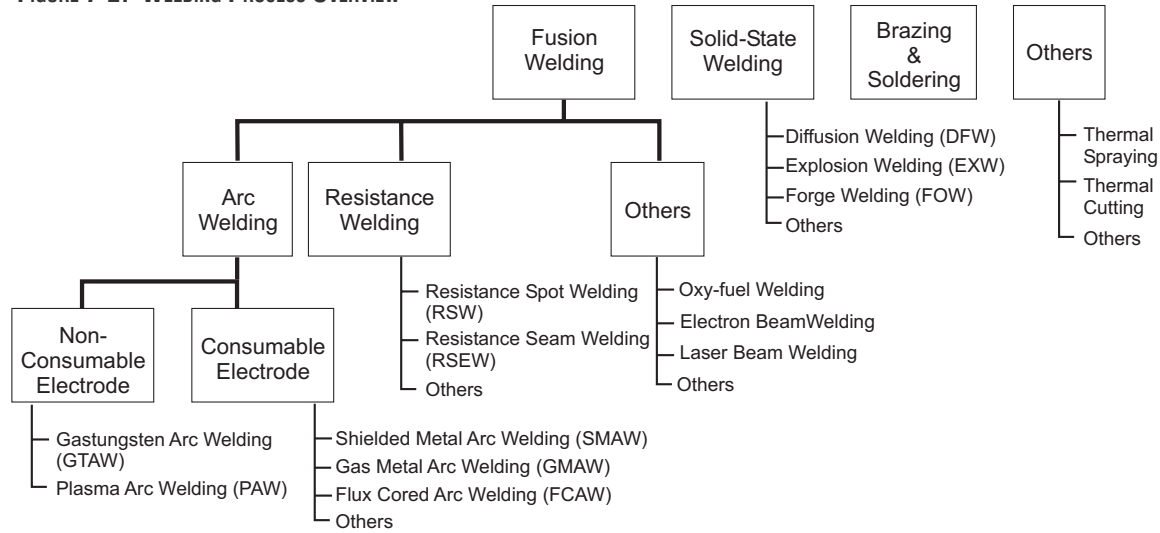 FIGURE 7-21 WELDING PROCESS OVERVIEW
Fusion
Welding
Solid-State
Welding
Brazing
&
Soldering
Others
Diffusion Welding (DFW)
Explosion Welding (EXW)
Forge Welding (FOW)
Others
Thermal
Spraying
Thermal
Cutting
Others
Arc
Welding
Resistance
Welding
Others
Resistance Spot Welding
(RSW)
Resistance Seam Welding
(RSEW)
Others
Oxy-fuel Welding
Electron BeamWelding
Laser Beam Welding
Others
Non-
Consumable
Electrode
Consumable
Electrode
Gastungsten Arc Welding
(GTAW)
Plasma Arc Welding (PAW)
Shielded Metal Arc Welding (SMAW)
Gas Metal Arc Welding (GMAW)
Flux Cored Arc Welding (FCAW)
Others